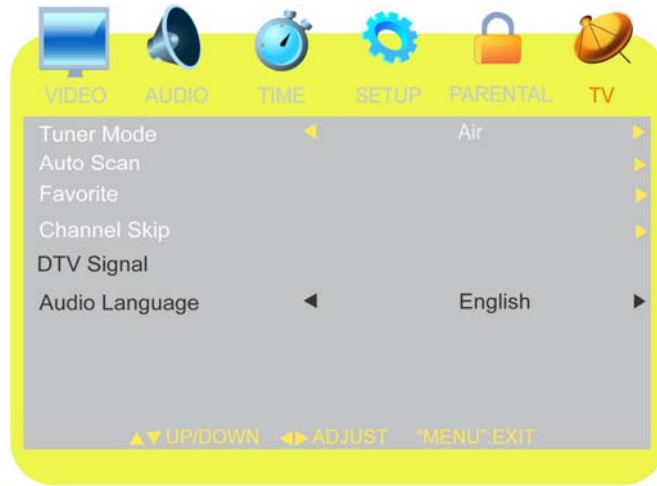 VIDEO AUDIO TIME SETUP PARENTAL TV
Tuner Mode Air
Auto Scan
Favorite
Channel Skip
DTV Signal
Audio Language English
▲▼ UP/DOWN ◀▶ ADJUST “MENU”:EXIT